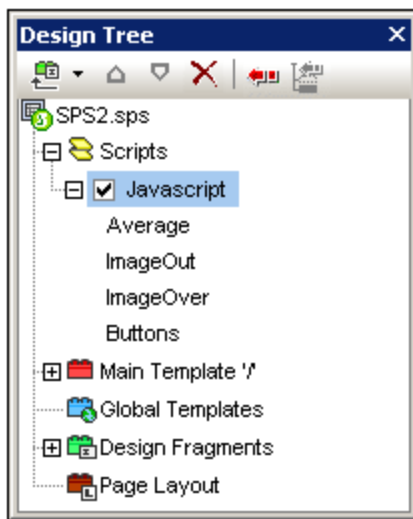 Design Tree
SPS2.sps
Scripts
Javascript
Average
ImageOut
ImageOver
Buttons
Main Template '/'
Global Templates
Design Fragments
Page Layout